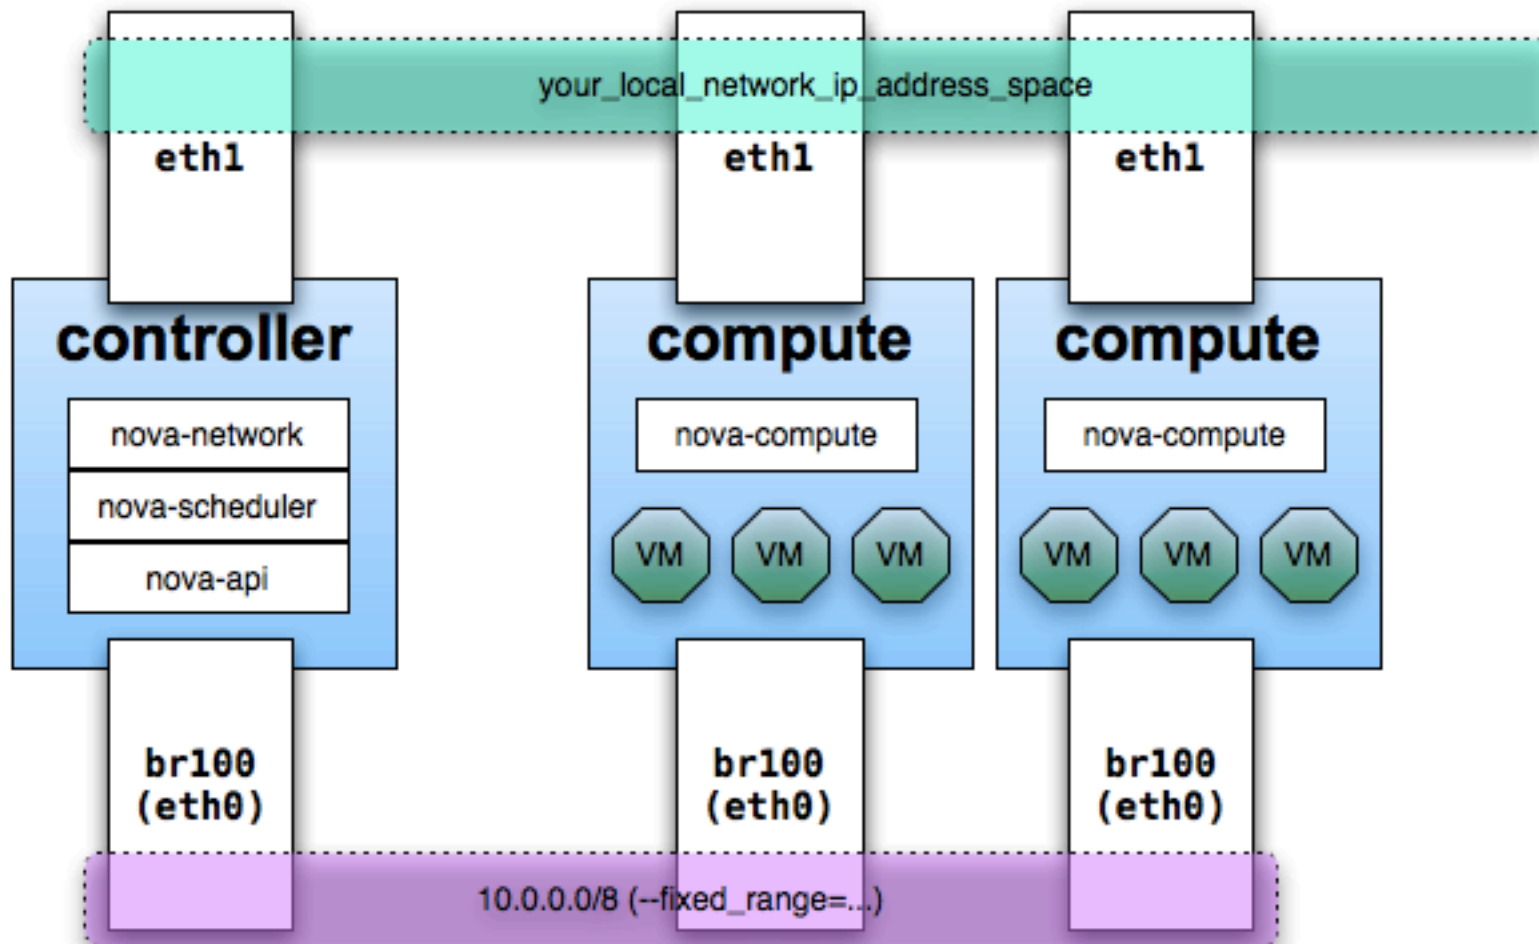 your_local_network_ip_address_space
eth1
eth1
eth1
controller
nova-network
nova-scheduler
nova-api
compute
nova-compute
VM
VM
VM
compute
nova-compute
VM
VM
VM
br100
(eth0)
br100
(eth0)
br100
(eth0)
10.0.0.0/8 (--fixed_range=...)